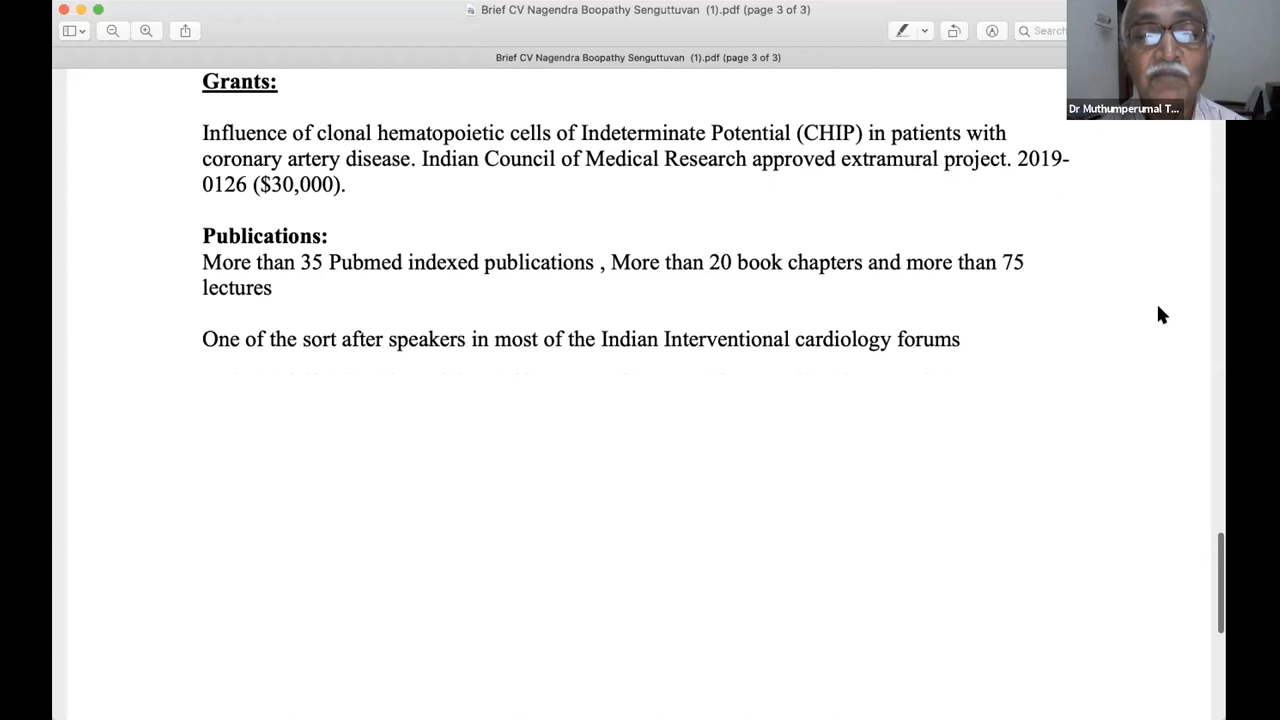 Brief CV Nagendra Boopathy Senguttuvan (1).pdf (page 3 of 3)
Search
Brief CV Nagendra Boopathy Senguttuvan (1).pdf (page 3 of 3)
Dr Muthumperumal T...
Grants:
Influence of clonal hematopoietic cells of Indeterminate Potential (CHIP) in patients with
coronary artery disease. Indian Council of Medical Research approved extramural project. 2019-
0126 ($30,000).
Publications:
More than 35 Pubmed indexed publications , More than 20 book chapters and more than 75
lectures
One of the sort after speakers in most of the Indian Interventional cardiology forums